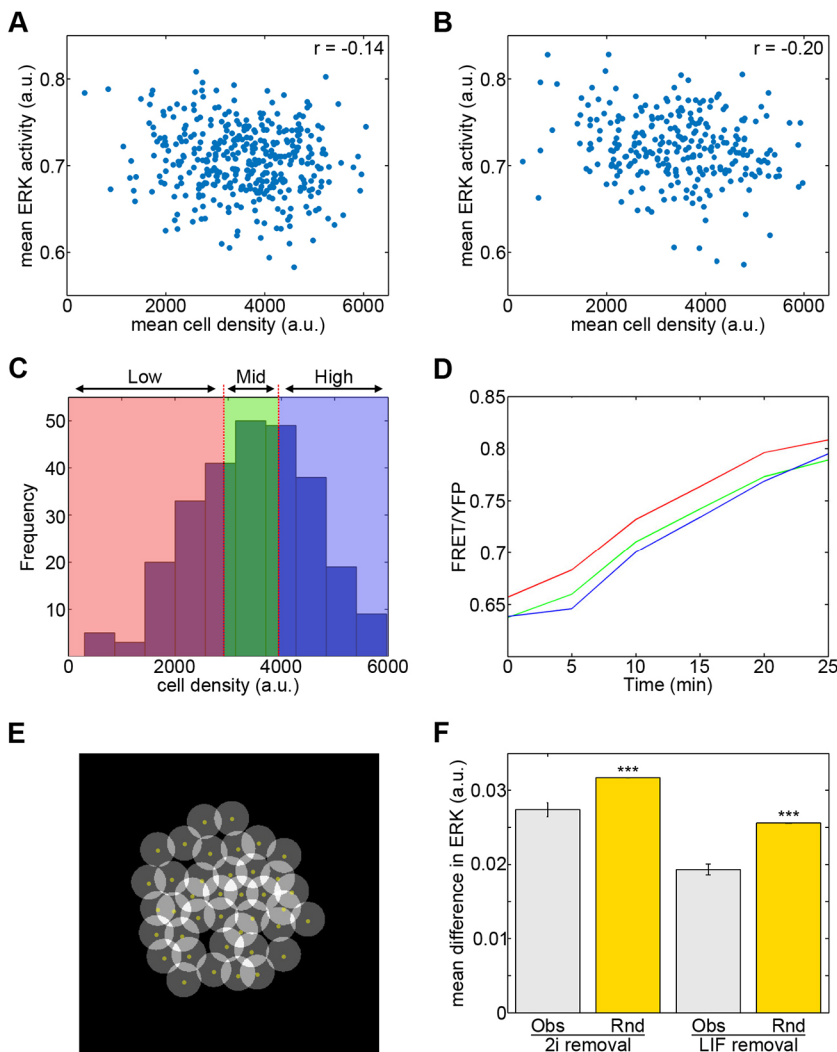 A
r = -0.14
0.8
0.7
0.6
mean ERK activity (a.u.)
0 2000 4000 6000
mean cell density (a.u.)
B
r = -0.20
0.8
0.7
0.6
mean ERK activity (a.u.)
0 2000 4000 6000
mean cell density (a.u.)
C
Low Mid High
50
40
30
20
10
Frequency
0 2000 4000 6000
cell density (a.u.)
D
0.85
0.8
0.75
0.7
0.65
FRET/YFP
0 5 10 15 20 25
Time (min)
E
F
0.03
0.02
0.01
0
mean difference in ERK (a.u.)
***
***
Obs Rnd Obs Rnd
2i removal LIF removal